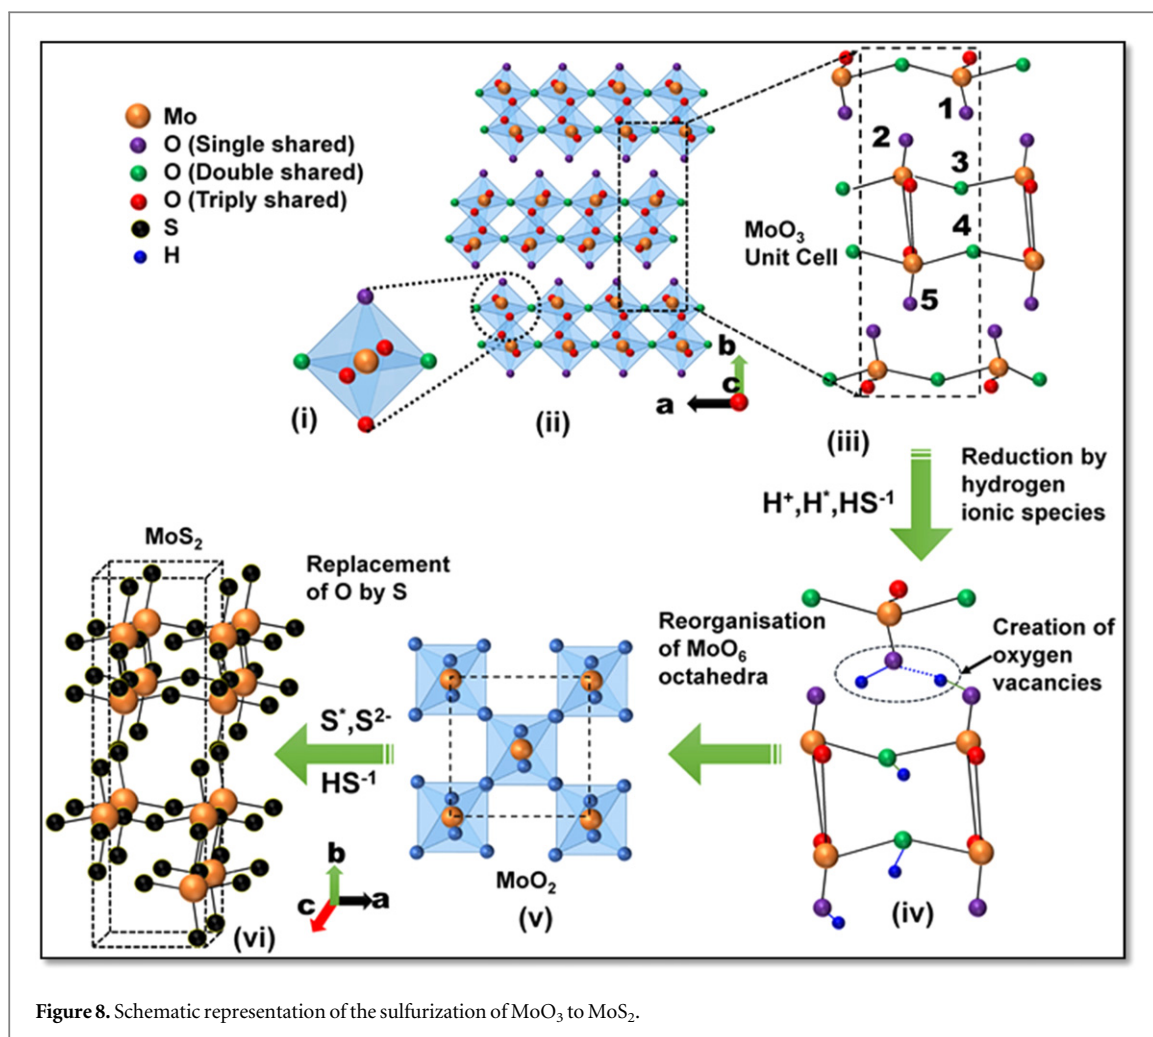 Mo
O (Single shared)
O (Double shared)
O (Triply shared)
S
H
(i)
(ii)
b
c
a
1
2
3
4
5
MoO₃
Unit Cell
(iii)
H⁺,H*,HS⁻¹
Reduction by
hydrogen
ionic species
Creation of
oxygen
vacancies
(iv)
Reorganisation
of MoO₆
octahedra
MoO₂
(v)
Replacement
of O by S
S*,S²⁻
HS⁻¹
MoS₂
b
a
c
(vi)
Figure 8. Schematic representation of the sulfurization of MoO₃ to MoS₂.